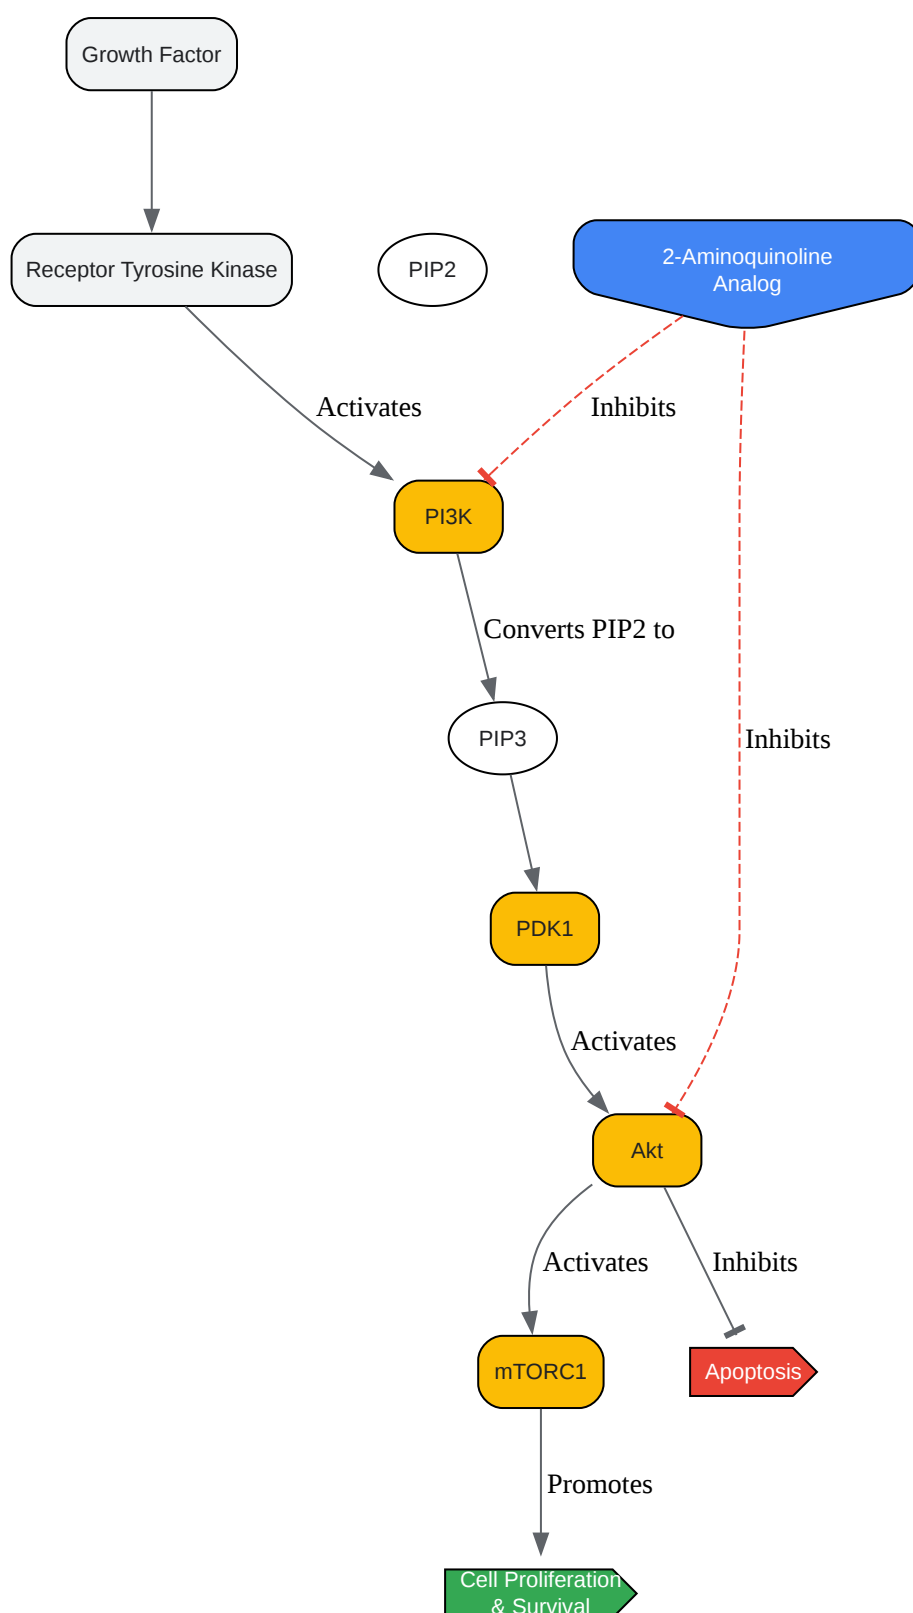 Growth Factor
Receptor Tyrosine Kinase
PIP2
2-Aminoquinoline
Analog
Activates
Inhibits
PI3K
Converts PIP2 to
PIP3
Inhibits
PDK1
Activates
Akt
Activates
Inhibits
mTORC1
Apoptosis
Promotes
Cell Proliferation
& Survival